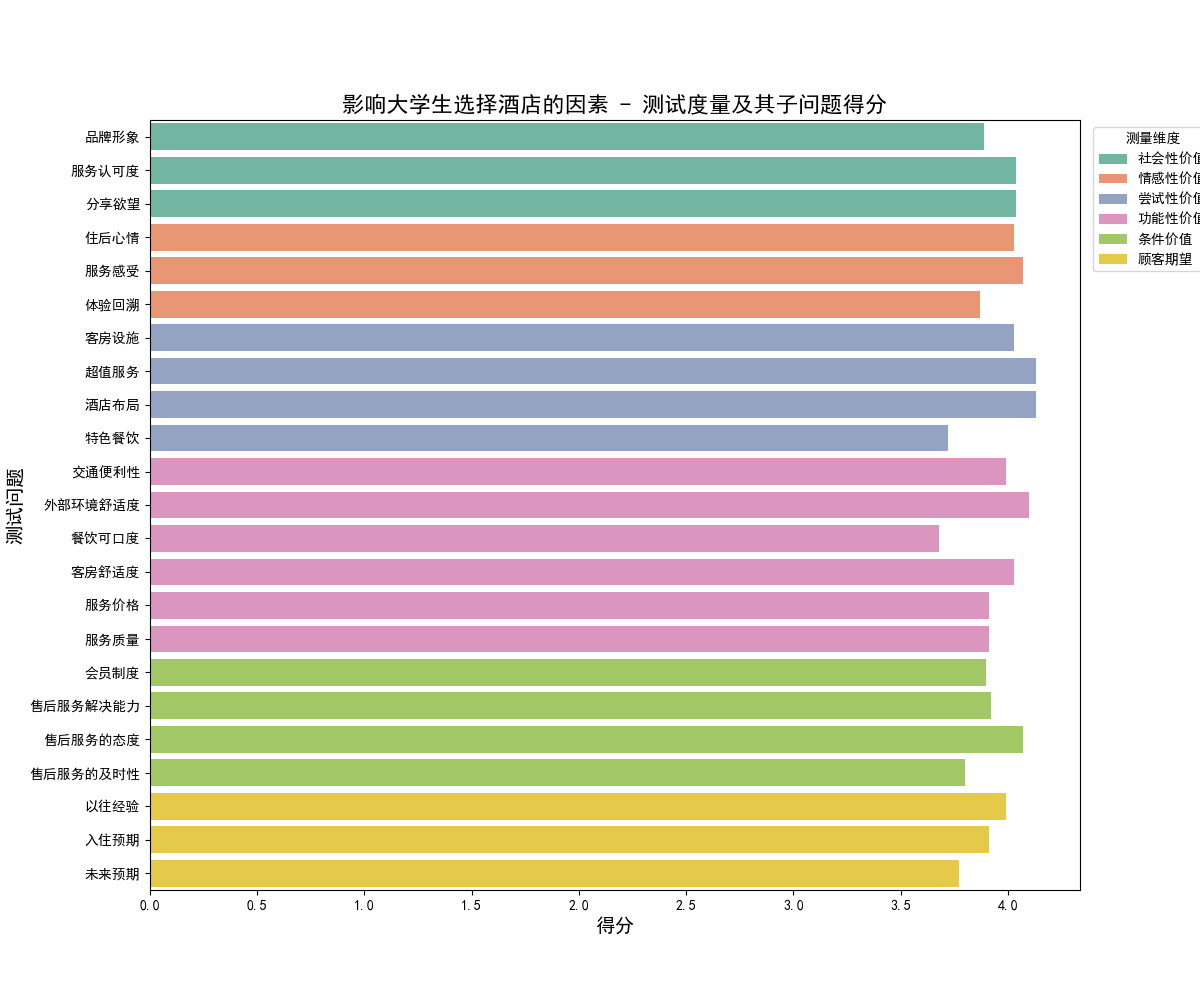 影响大学生选择酒店的因素 - 测试度量及其子问题得分
测试问题
品牌形象
服务认可度
分享欲望
住后心情
服务感受
体验回溯
客房设施
超值服务
酒店布局
特色餐饮
交通便利性
外部环境舒适度
餐饮可口度
客房舒适度
服务价格
服务质量
会员制度
售后服务解决能力
售后服务的态度
售后服务的及时性
以往经验
入住预期
未来预期
0.0 0.5 1.0 1.5 2.0 2.5 3.0 3.5 4.0
得分
测量维度
社会性价值
情感性价值
尝试性价值
功能性价值
条件价值
顾客期望